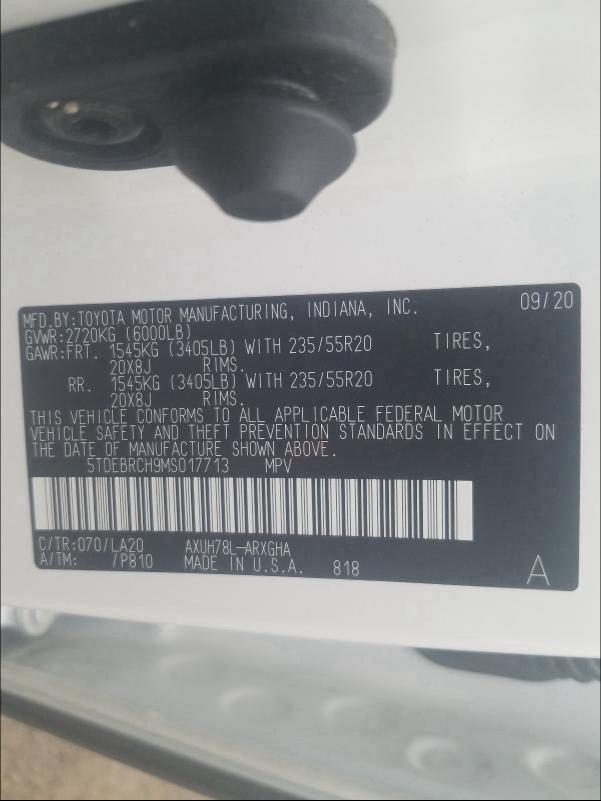 MFD.BY:TOYOTA MOTOR MANUFACTURING, INDIANA, INC. 09/20
GVWR:2720KG (6000LB)
GAWR:FRT. 1545KG (3405LB) WITH 235/55R20 TIRES,
20X8J RIMS.
RR. 1545KG (3405LB) WITH 235/55R20 TIRES,
20X8J RIMS.
THIS VEHICLE CONFORMS TO ALL APPLICABLE FEDERAL MOTOR
VEHICLE SAFETY AND THEFT PREVENTION STANDARDS IN EFFECT ON
THE DATE OF MANUFACTURE SHOWN ABOVE.
5TDEBRCH9MS017713 MPV
C/TR:070/LA20 AXUH78L-ARXGHA
A/TM: /P810 MADE IN U.S.A. 818 A